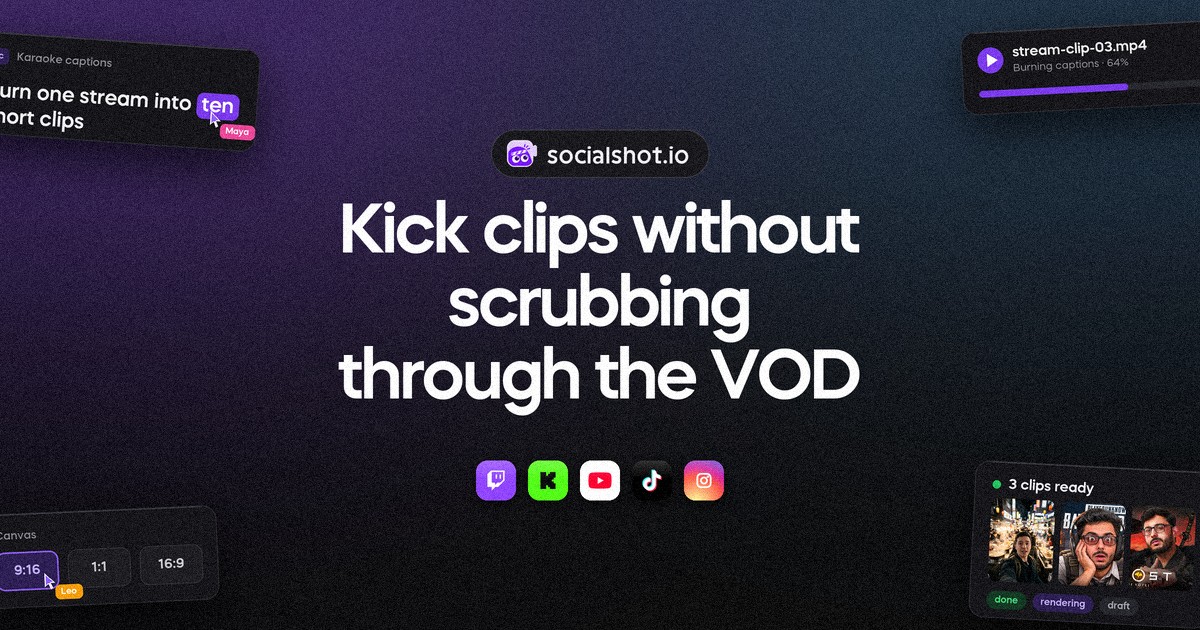 Karaoke captions
urn one stream into ten
hort clips
Maya
stream-clip-03.mp4
Burning captions · 64%
socialshot.io
Kick clips without
scrubbing
through the VOD
Canvas
9:16
1:1
16:9
Leo
3 clips ready
S T
done
rendering
draft